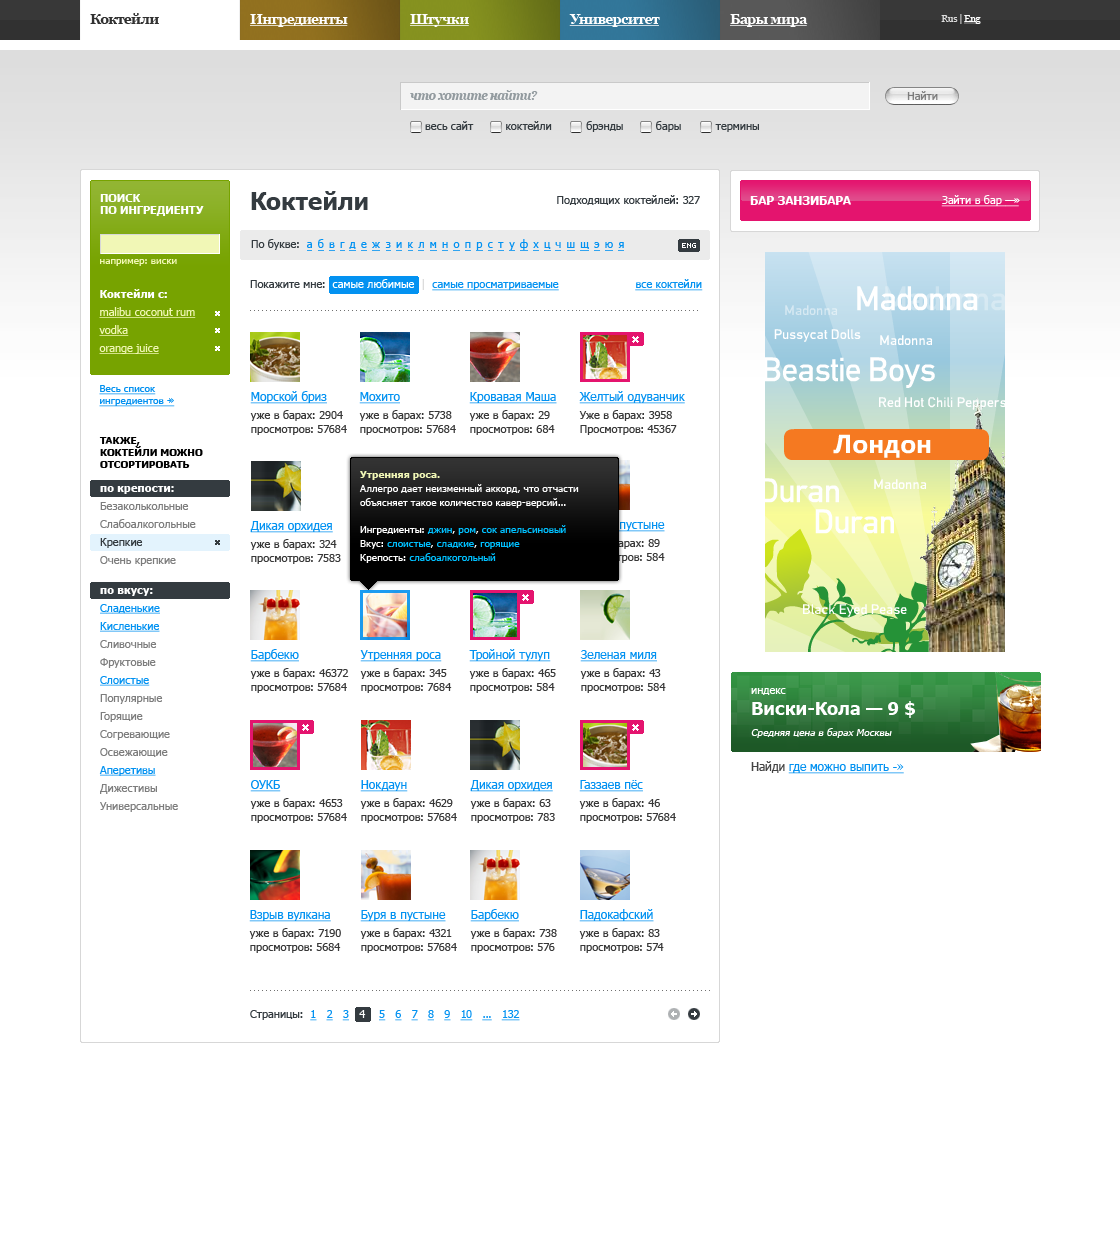 Коктейли
Ингредиенты
Штучки
Университет
Бары мира
Rus | Eng
что хотите найти?
Найти
весь сайт
коктейли
брэнды
бары
термины
ПОИСК
ПО ИНГРЕДИЕНТУ
например: виски
Коктейли с:
malibu coconut rum
vodka
orange juice
Весь список
ингредиентов
ТАКЖЕ,
КОКТЕЙЛИ МОЖНО
ОТСОРТИРОВАТЬ
по крепости:
Безаколькольные
Слабоалкогольные
Крепкие
Очень крепкие
по вкусу:
Сладенькие
Кисленькие
Сливочные
Фруктовые
Слоистые
Популярные
Горящие
Согревающие
Освежающие
Аперетивы
Дижестивы
Универсальные
Коктейли
Подходящих коктейлей: 327
По букве: а б в г д е ж з и к л м н о п р с т у ф х ц ч ш щ э ю я
ENG
Покажите мне: самые любимые | самые просматриваемые
все коктейли
Морской бриз
уже в барах: 2904
просмотров: 57684
Мохито
уже в барах: 5738
просмотров: 57684
Кровавая Маша
уже в барах: 29
просмотров: 684
Желтый одуванчик
Уже в барах: 3958
Просмотров: 45367
Дикая орхидея
уже в барах: 324
просмотров: 7583
Утренняя роса.
Аллегро дает неизменный аккорд, что отчасти
объясняет такое количество кавер-версий...
Ингредиенты: джин, ром, сок апельсиновый
Вкус: слоистые, сладкие, горящие
Крепость: слабоалкогольный
пустыне
барах: 89
смотров: 584
Барбекю
уже в барах: 46372
просмотров: 57684
Утренняя роса
уже в барах: 345
просмотров: 7684
Тройной тулуп
уже в барах: 465
просмотров: 584
Зеленая миля
уже в барах: 43
просмотров: 584
ОУКБ
уже в барах: 4653
просмотров: 57684
Нокдаун
уже в барах: 4629
просмотров: 57684
Дикая орхидея
уже в барах: 63
просмотров: 783
Газзаев пёс
уже в барах: 46
просмотров: 57684
Взрыв вулкана
уже в барах: 7190
просмотров: 5684
Буря в пустыне
уже в барах: 4321
просмотров: 57684
Барбекю
уже в барах: 738
просмотров: 576
Падокафский
уже в барах: 83
просмотров: 574
Страницы: 1 2 3 4 5 6 7 8 9 10 ... 132
БАР ЗАНЗИБАРА
Зайти в бар —»
Madonna
Madonna
Pussycat Dolls
Madonna
Beastie Boys
Red Hot Chili Peppers
Лондон
Duran
Madonna
Duran
Black Eyed Pease
индекс
Виски-Кола — 9 $
Средняя цена в барах Москвы
Найди где можно выпить -»